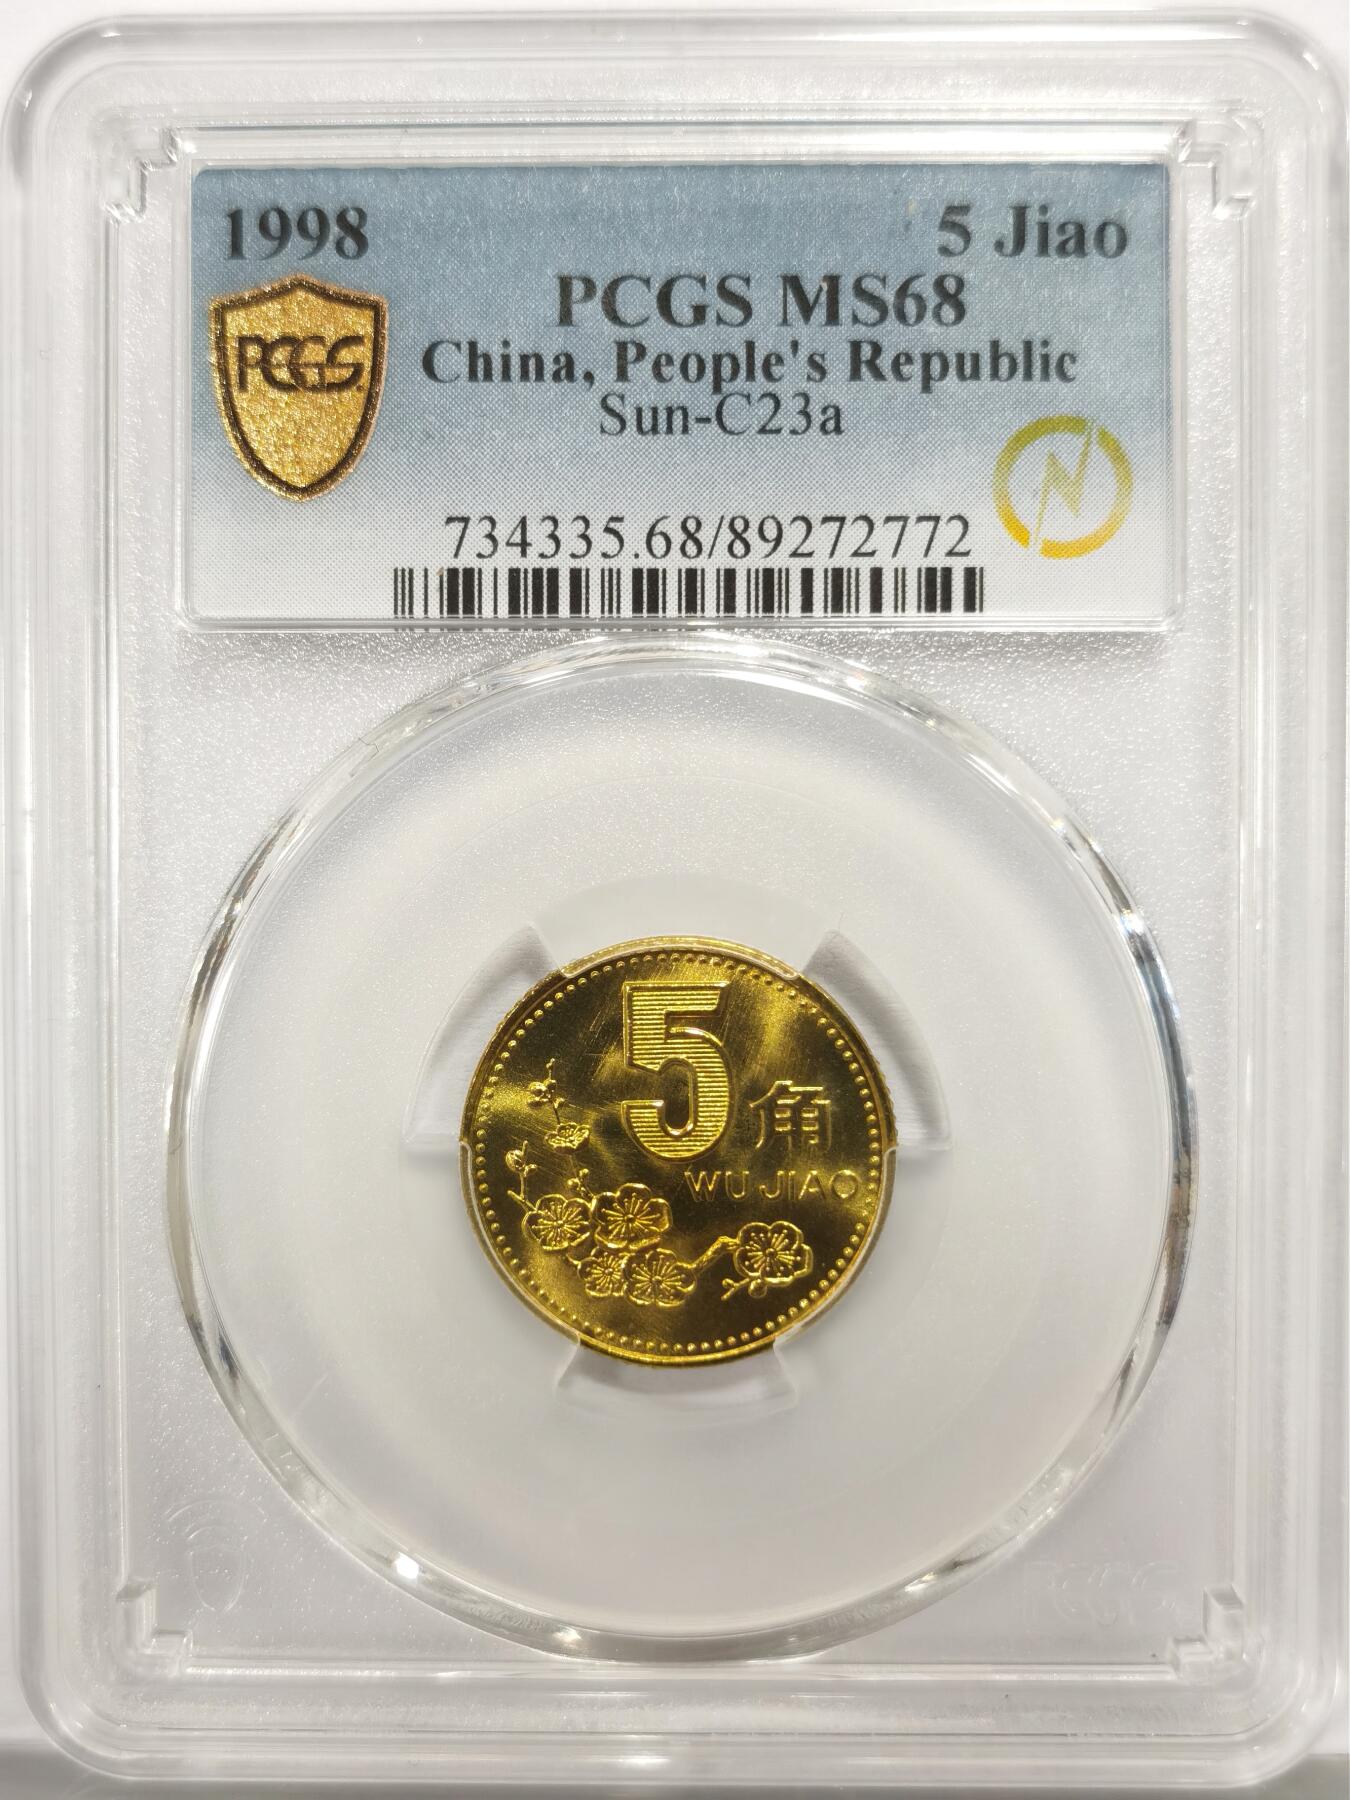 1998 5 Jiao
PCGS MS68
PCGS
China, People's Republic
Sun-C23a
N
734335.68/89272772
5角
WU JIAO